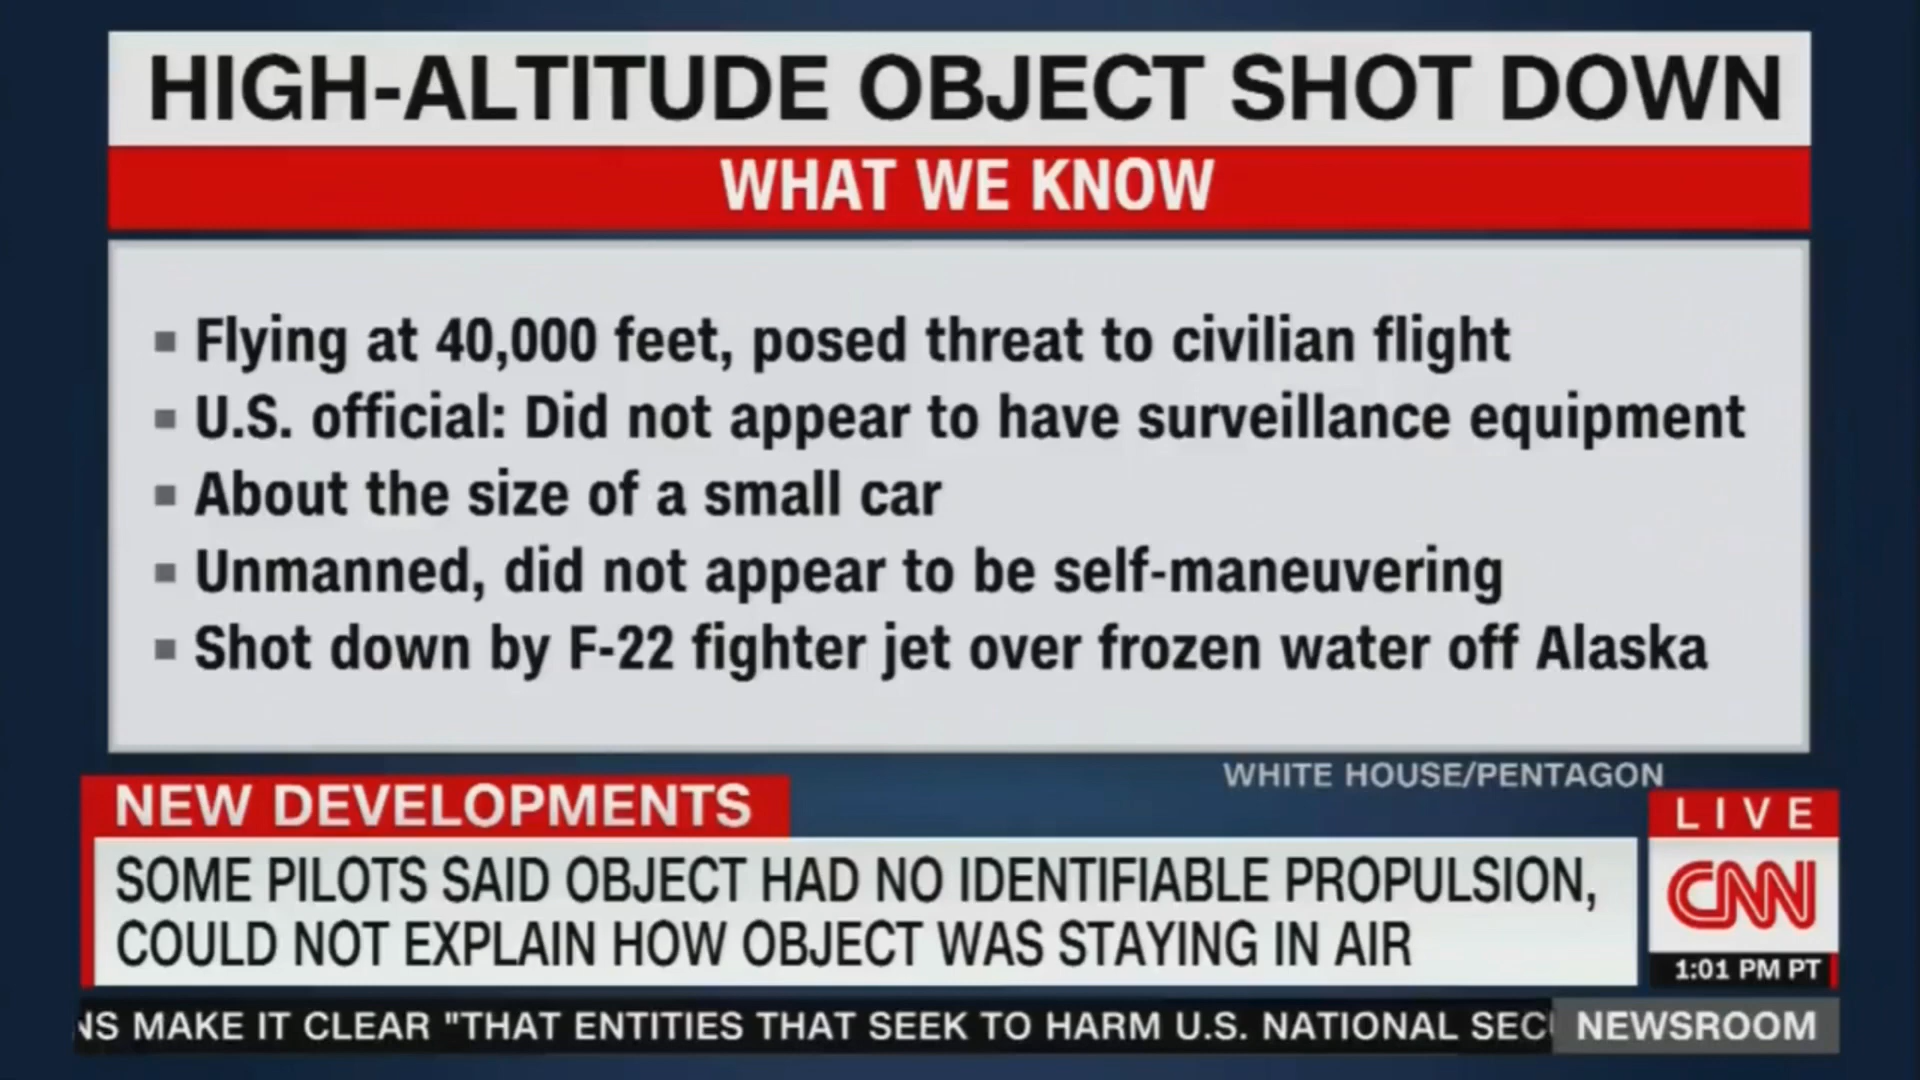 HIGH-ALTITUDE OBJECT SHOT DOWN
WHAT WE KNOW
Flying at 40,000 feet, posed threat to civilian flight
U.S. official: Did not appear to have surveillance equipment
About the size of a small car
Unmanned, did not appear to be self-maneuvering
Shot down by F-22 fighter jet over frozen water off Alaska
WHITE HOUSE/PENTAGON
NEW DEVELOPMENTS
SOME PILOTS SAID OBJECT HAD NO IDENTIFIABLE PROPULSION,
COULD NOT EXPLAIN HOW OBJECT WAS STAYING IN AIR
LIVE
CNN
1:01 PM PT
MAKE IT CLEAR "THAT ENTITIES THAT SEEK TO HARM U.S. NATIONAL
NEWSROOM